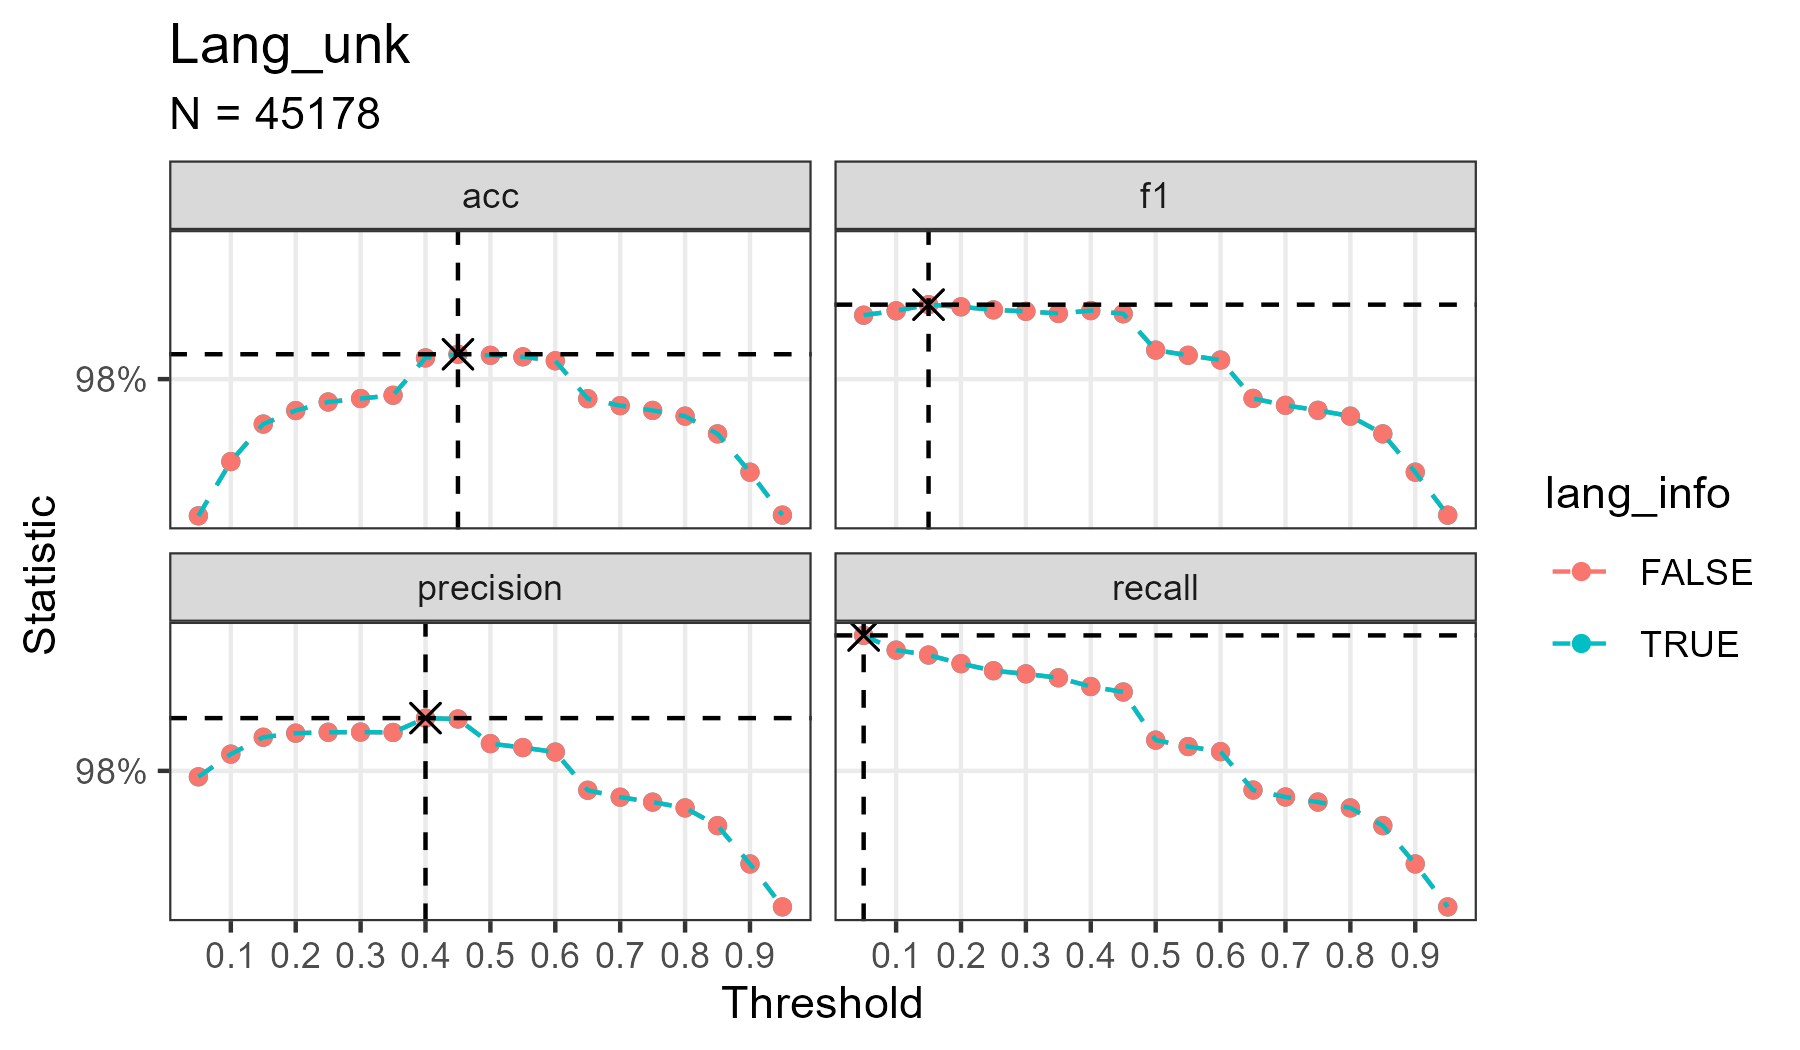 Lang_unk
N = 45178
acc
f1
98%
precision
recall
98%
Statistic
0.1 0.2 0.3 0.4 0.5 0.6 0.7 0.8 0.9
0.1 0.2 0.3 0.4 0.5 0.6 0.7 0.8 0.9
Threshold
lang_info
FALSE
TRUE